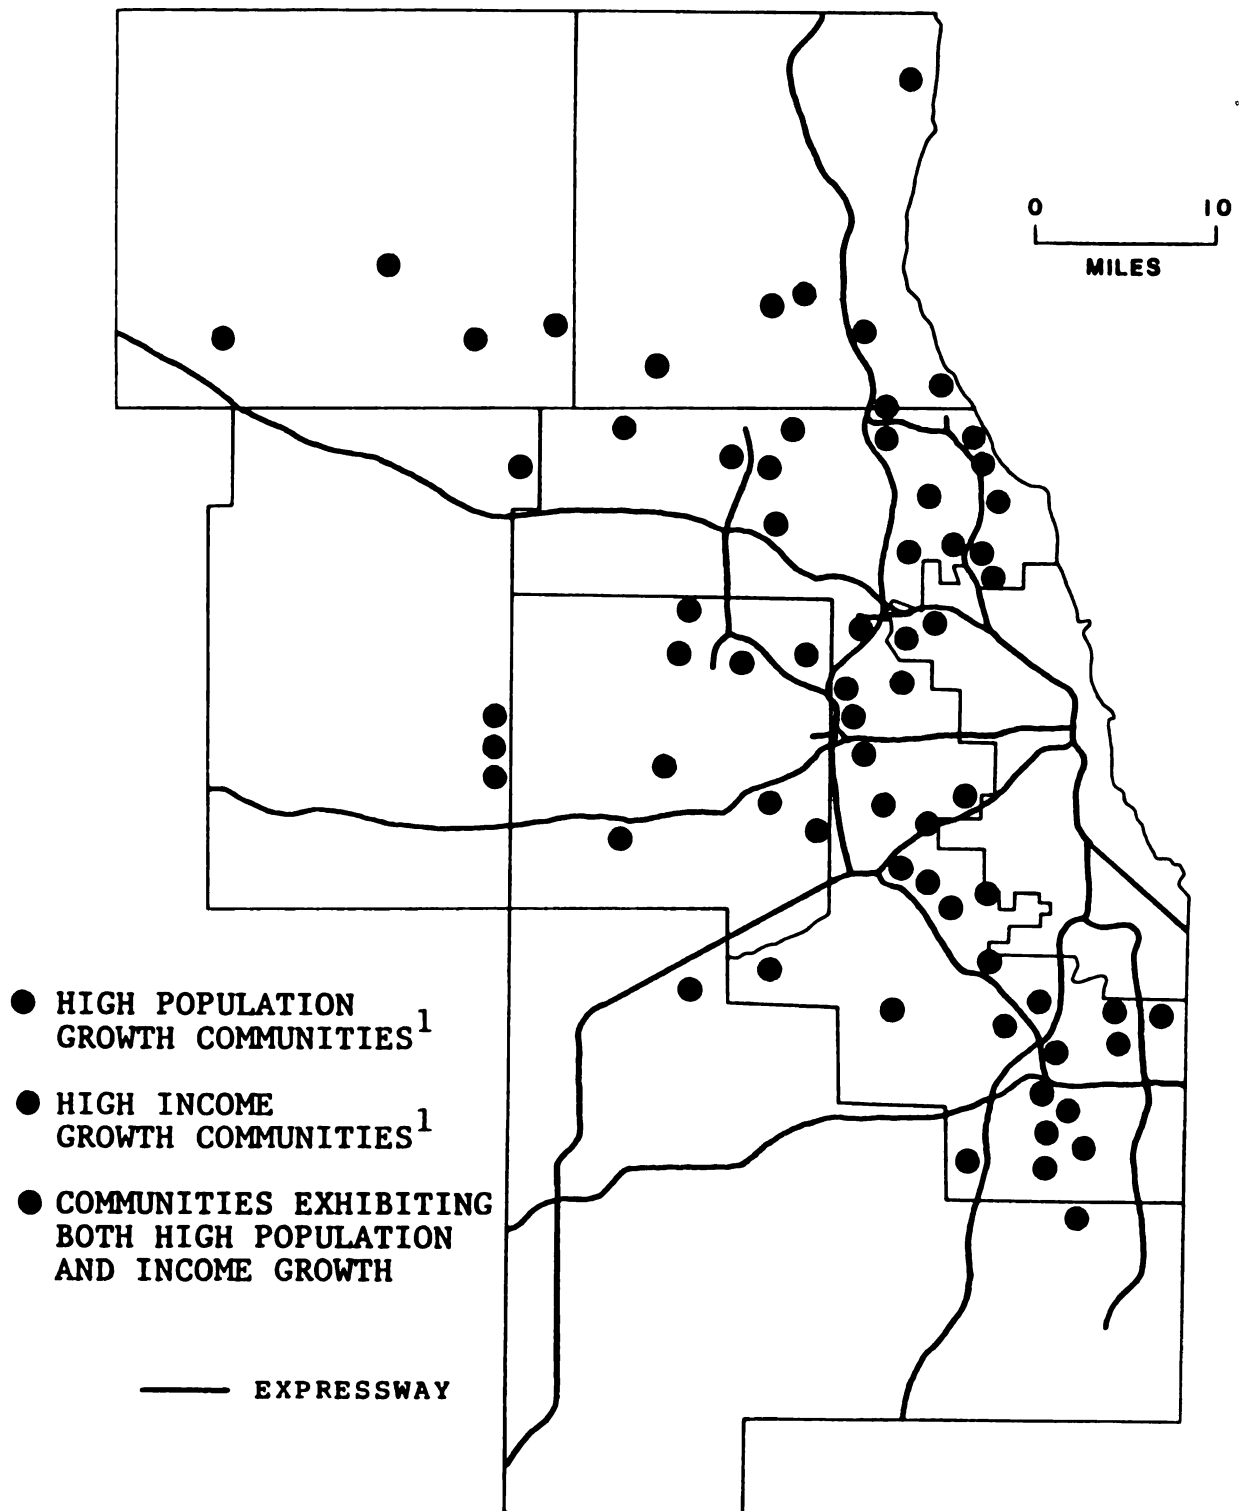 0 10
MILES
HIGH POPULATION
GROWTH COMMUNITIES1
HIGH INCOME
GROWTH COMMUNITIES1
COMMUNITIES EXHIBITING
BOTH HIGH POPULATION
AND INCOME GROWTH
EXPRESSWAY